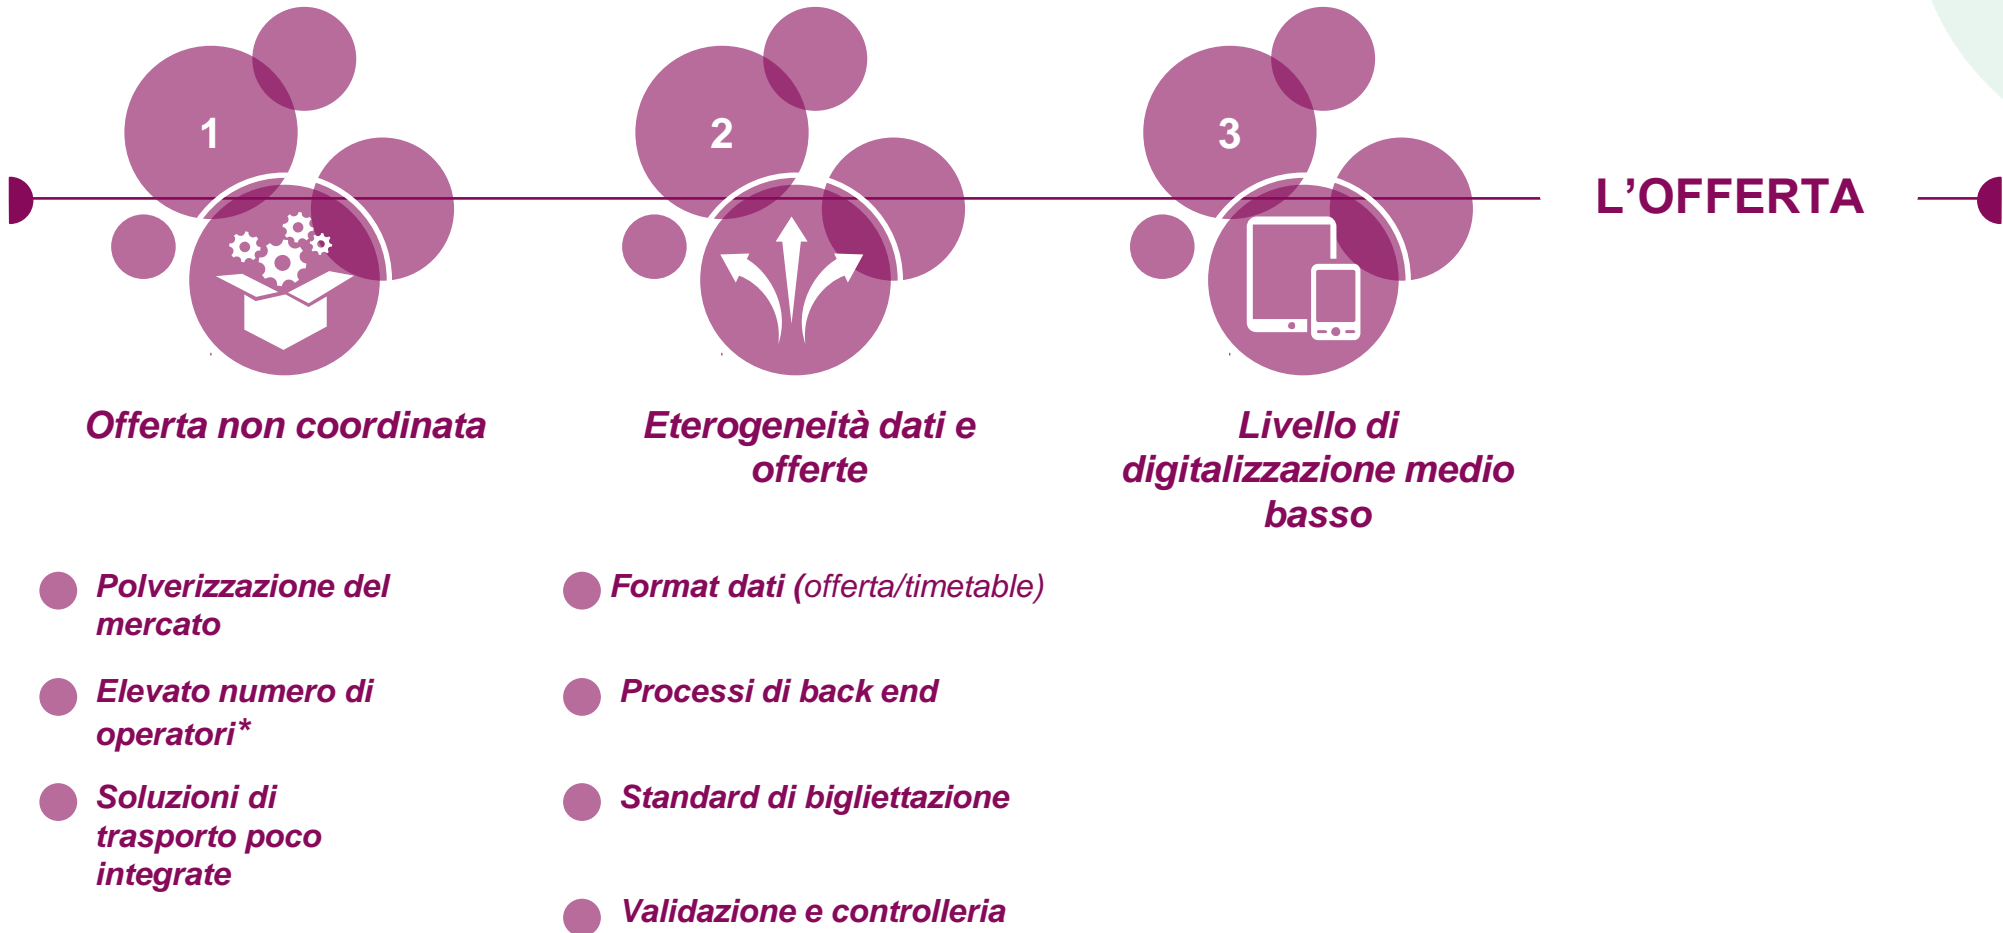 1
2
3
L’OFFERTA
Offerta non coordinata
Eterogeneità dati e
offerte
Livello di
digitalizzazione medio
basso
Polverizzazione del
mercato
Elevato numero di
operatori*
Soluzioni di
trasporto poco
integrate
Format dati (offerta/timetable)
Processi di back end
Standard di bigliettazione
Validazione e controlleria